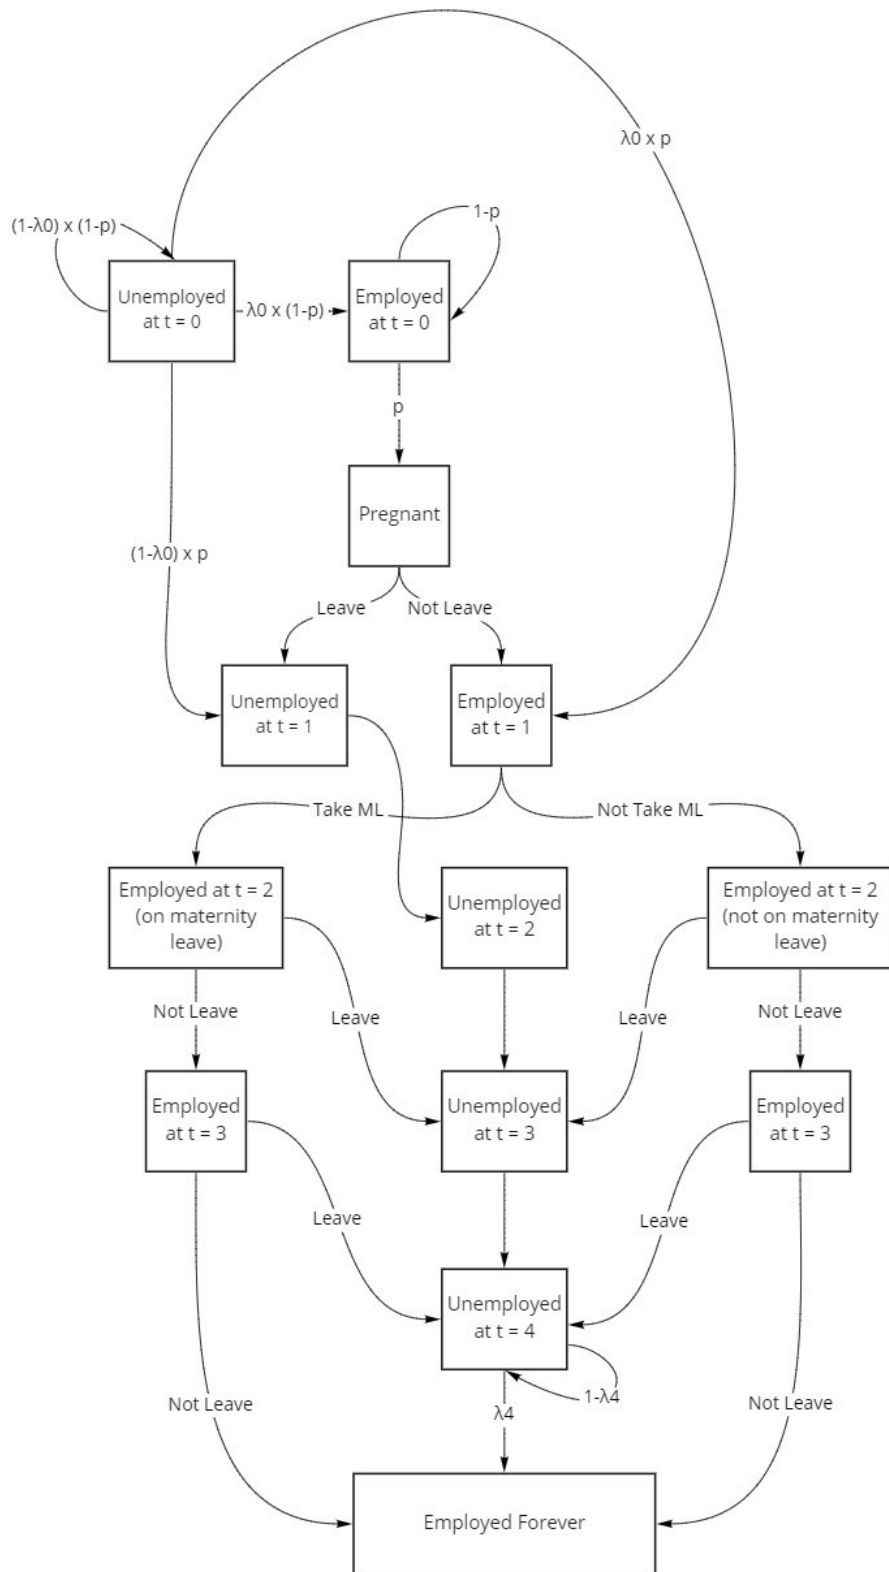 λ0 x p
(1-λ0) x (1-p)
1-p
Unemployed
at t = 0
λ0 x (1-p)
Employed
at t = 0
p
Pregnant
(1-λ0) x p
Leave
Not Leave
Unemployed
at t = 1
Employed
at t = 1
Take ML
Not Take ML
Employed at t = 2
(on maternity
leave)
Unemployed
at t = 2
Employed at t = 2
(not on maternity
leave)
Not Leave
Leave
Leave
Not Leave
Employed
at t = 3
Unemployed
at t = 3
Employed
at t = 3
Leave
Leave
Unemployed
at t = 4
Not Leave
λ4
1-λ4
Not Leave
Employed Forever